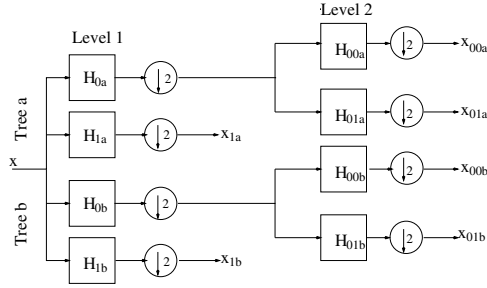 Level 1
Level 2
Tree a
Tree b
x
H0a
2
H1a
2
x1a
H0b
2
H1b
2
x1b
H00a
2
x00a
H01a
2
x01a
H00b
2
x00b
H01b
2
x01b